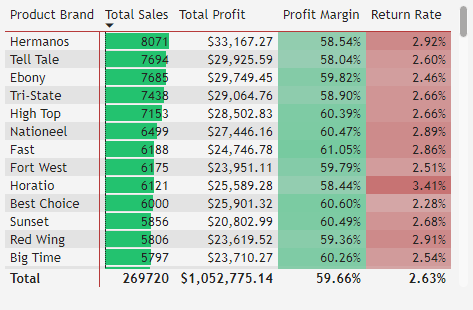 Product Brand Total Sales Total Profit Profit Margin Return Rate
Hermanos 8071 $33,167.27 58.54% 2.92%
Tell Tale 7694 $29,925.59 58.04% 2.60%
Ebony 7685 $29,749.45 59.82% 2.46%
Tri-State 7438 $29,064.76 58.90% 2.66%
High Top 7153 $28,502.83 60.39% 2.66%
Nationeel 6499 $27,446.16 60.47% 2.89%
Fast 6188 $24,746.78 61.05% 2.86%
Fort West 6175 $23,951.11 59.79% 2.51%
Horatio 6121 $25,589.28 58.44% 3.41%
Best Choice 6000 $25,901.32 60.60% 2.28%
Sunset 5856 $20,802.99 60.49% 2.68%
Red Wing 5806 $23,619.52 59.36% 2.91%
Big Time 5797 $23,710.27 60.26% 2.54%
Total 269720 $1,052,775.14 59.66% 2.63%